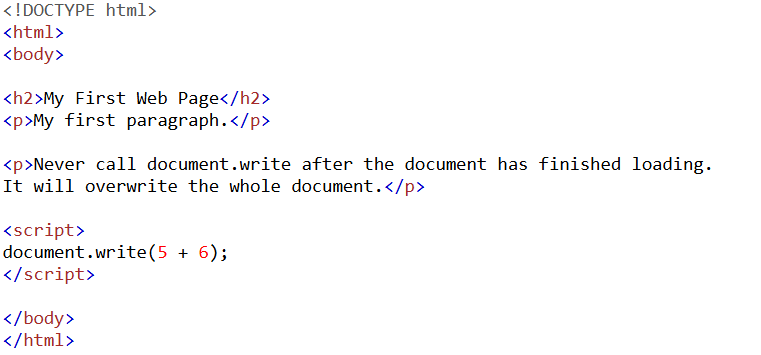 <!DOCTYPE html>
<html>
<body>
<h2>My First Web Page</h2>
<p>My first paragraph.</p>
<p>Never call document.write after the document has finished loading.
It will overwrite the whole document.</p>
<script>
document.write(5 + 6);
</script>
</body>
</html>